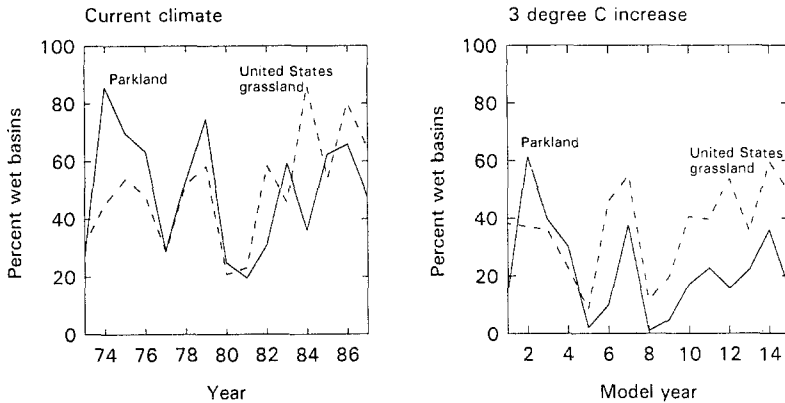 Current climate
100
80
60
40
20
0
Percent wet basins
Parkland
United States
grassland
74 76 78 80 82 84 86
Year
3 degree C increase
100
80
60
40
20
0
Percent wet basins
Parkland
United States
grassland
2 4 6 8 10 12 14
Model year